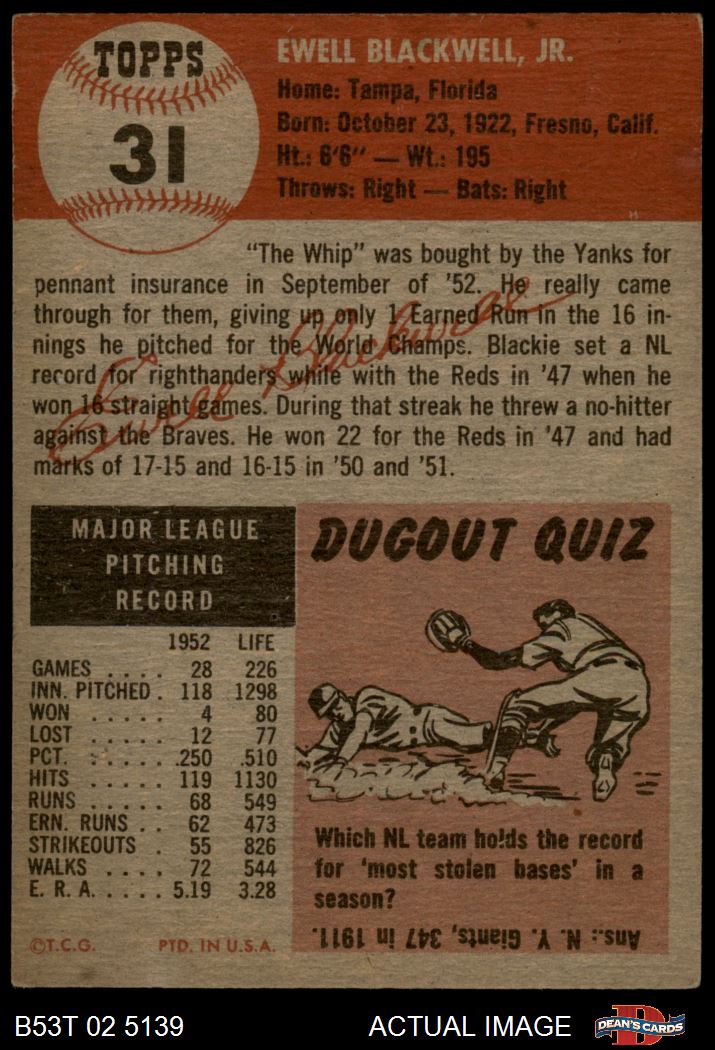 TOPPS
31
EWELL BLACKWELL, JR.
Home: Tampa, Florida
Born: October 23, 1922, Fresno, Calif.
Ht.: 6'6" — Wt.: 195
Throws: Right — Bats: Right
"The Whip" was bought by the Yanks for
pennant insurance in September of '52. He really came
through for them, giving up only 1 Earned Run in the 16 in-
nings he pitched for the World Champs. Blackie set a NL
record for righthanders while with the Reds in '47 when he
won 16 straight games. During that streak he threw a no-hitter
against the Braves. He won 22 for the Reds in '47 and had
marks of 17-15 and 16-15 in '50 and '51.
Ewell Blackwell
MAJOR LEAGUE
PITCHING
RECORD
1952 LIFE
GAMES . . . . 28 226
INN. PITCHED . 118 1298
WON . . . . . 4 80
LOST . . . . . 12 77
PCT. . . . . . .250 .510
HITS . . . . . 119 1130
RUNS . . . . . 68 549
ERN. RUNS . . 62 473
STRIKEOUTS . 55 826
WALKS . . . . 72 544
E. R. A. . . . . . 5.19 3.28
©T.C.G. PTD. IN U.S.A.
DUGOUT QUIZ
Which NL team holds the record
for 'most stolen bases' in a
season?
Ans.: N. Y. Giants, 347 in 1911.
B53T 02 5139 ACTUAL IMAGE
D
DEAN'S CARDS